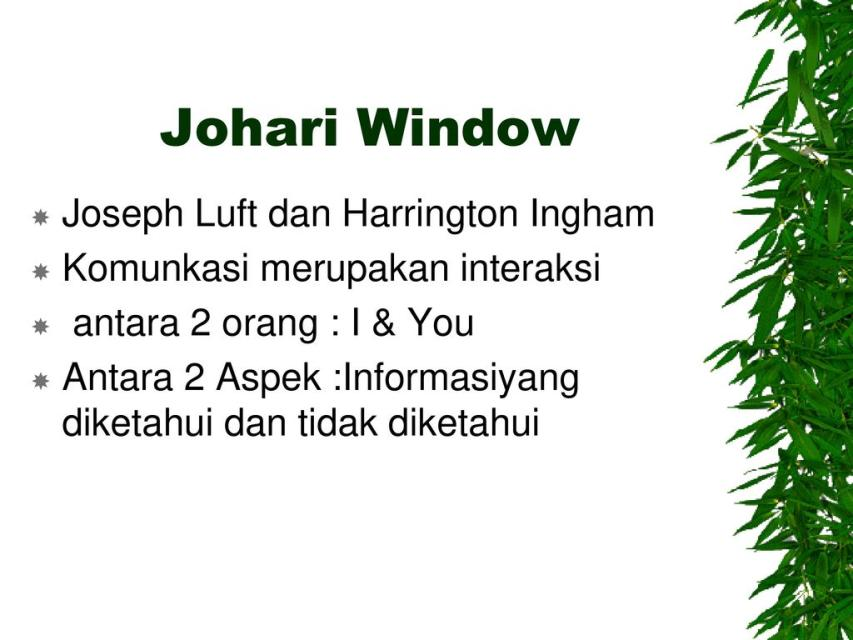 Johari Window
Joseph Luft dan Harrington Ingham
Komunkasi merupakan interaksi
antara 2 orang : I & You
Antara 2 Aspek :Informasiyang
diketahui dan tidak diketahui